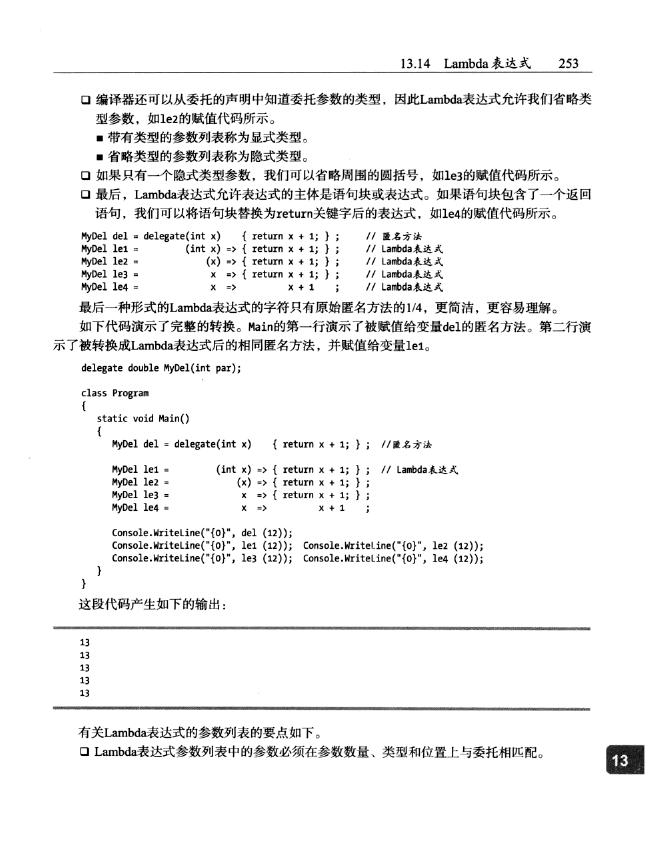 13.14 Lambda表达式 253
❑ 编译器还可以从委托的声明中知道委托参数的类型，因此Lambda表达式允许我们省略类
型参数，如le2的赋值代码所示。
■ 带有类型的参数列表称为显式类型。
■ 省略类型的参数列表称为隐式类型。
❑ 如果只有一个隐式类型参数，我们可以省略周围的圆括号，如le3的赋值代码所示。
❑ 最后，Lambda表达式允许表达式的主体是语句块或表达式。如果语句块包含了一个返回
语句，我们可以将语句块替换为return关键字后的表达式，如le4的赋值代码所示。
MyDel del = delegate(int x) { return x + 1; } ; // 匿名方法
MyDel le1 = (int x) => { return x + 1; } ; // Lambda表达式
MyDel le2 = (x) => { return x + 1; } ; // Lambda表达式
MyDel le3 = x => { return x + 1; } ; // Lambda表达式
MyDel le4 = x => x + 1 ; // Lambda表达式
最后一种形式的Lambda表达式的字符只有原始匿名方法的1/4，更简洁，更容易理解。
如下代码演示了完整的转换。Main的第一行演示了被赋值给变量del的匿名方法。第二行演
示了被转换成Lambda表达式后的相同匿名方法，并赋值给变量le1。
delegate double MyDel(int par);
class Program
{
static void Main()
{
MyDel del = delegate(int x) { return x + 1; } ; //匿名方法
MyDel le1 = (int x) => { return x + 1; } ; // Lambda表达式
MyDel le2 = (x) => { return x + 1; } ;
MyDel le3 = x => { return x + 1; } ;
MyDel le4 = x => x + 1 ;
Console.WriteLine("{0}", del (12));
Console.WriteLine("{0}", le1 (12)); Console.WriteLine("{0}", le2 (12));
Console.WriteLine("{0}", le3 (12)); Console.WriteLine("{0}", le4 (12));
}
}
这段代码产生如下的输出：
13
13
13
13
13
有关Lambda表达式的参数列表的要点如下。
❑ Lambda表达式参数列表中的参数必须在参数数量、类型和位置上与委托相匹配。
13